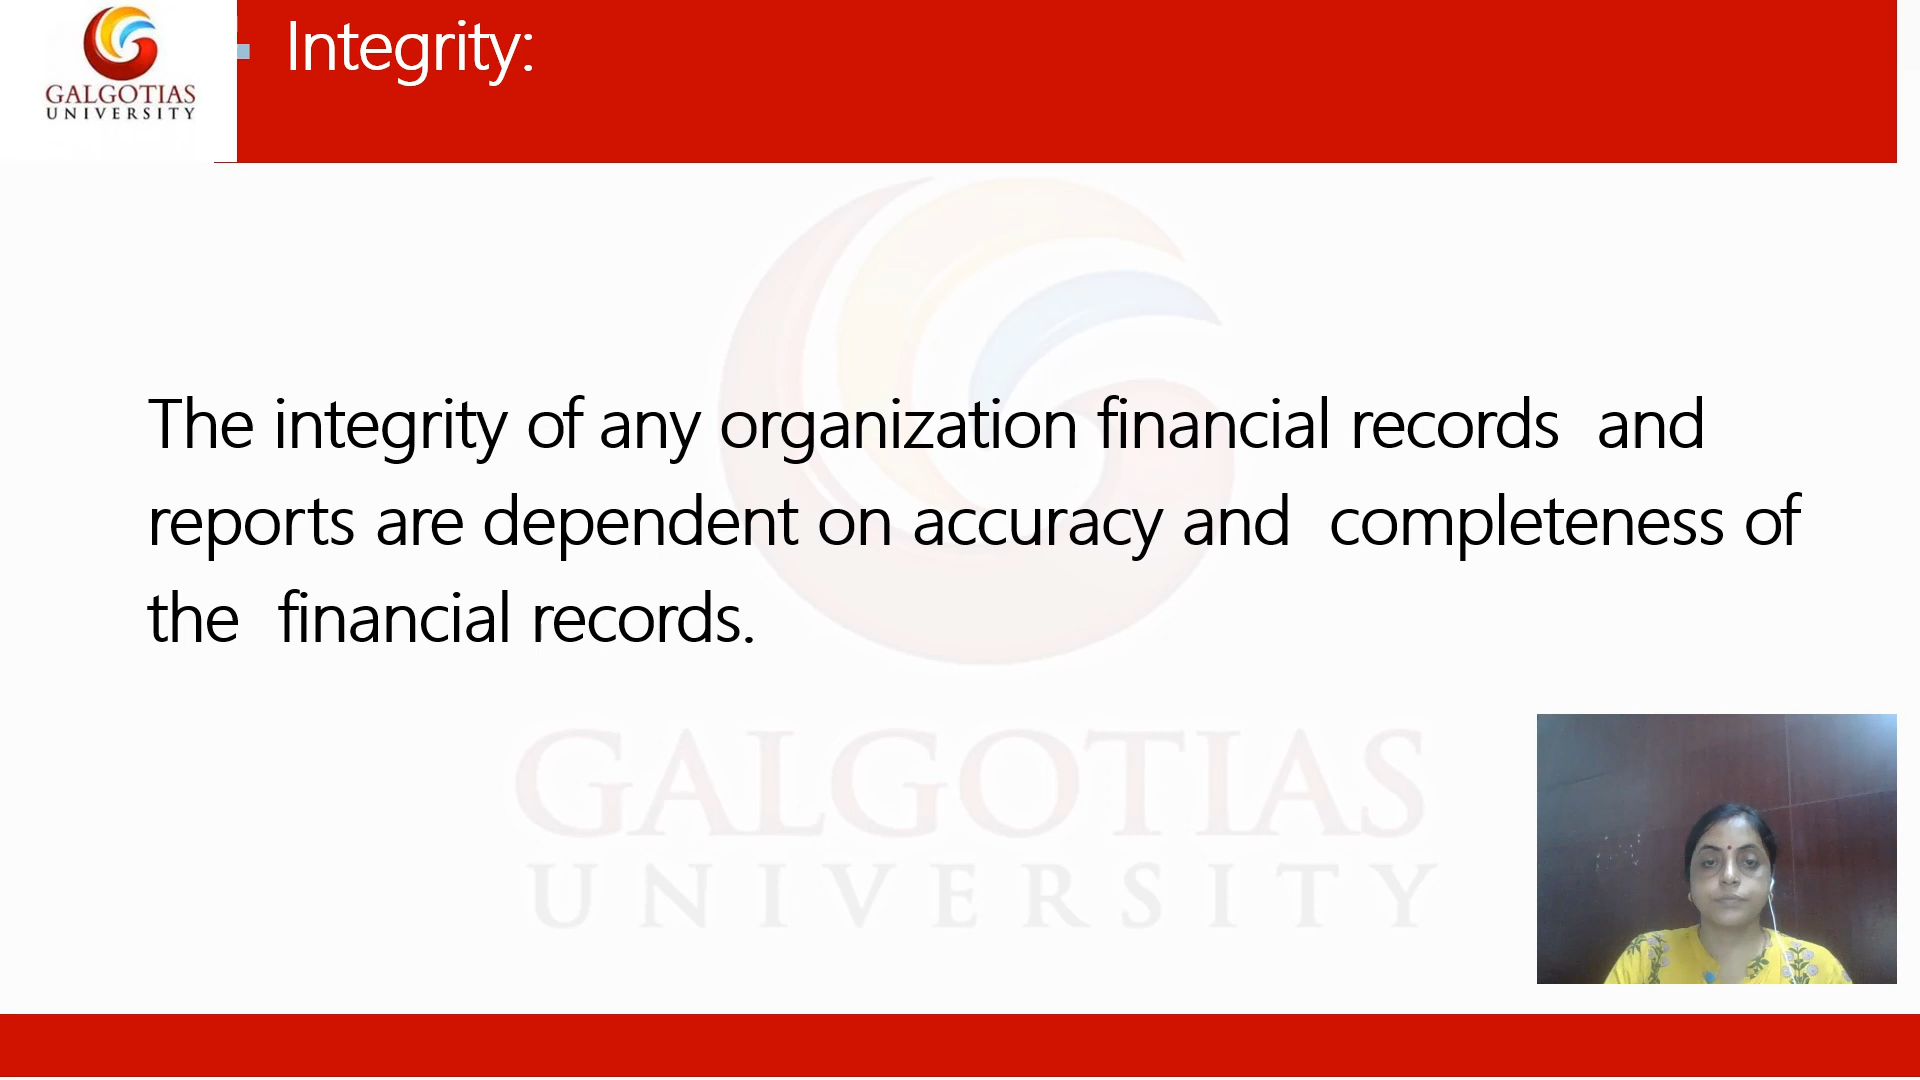 Integrity:
GALGOTIAS
UNIVERSITY
The integrity of any organization financial records and
reports are dependent on accuracy and completeness of
the financial records.
GALGOTIAS
UNIVERSITY